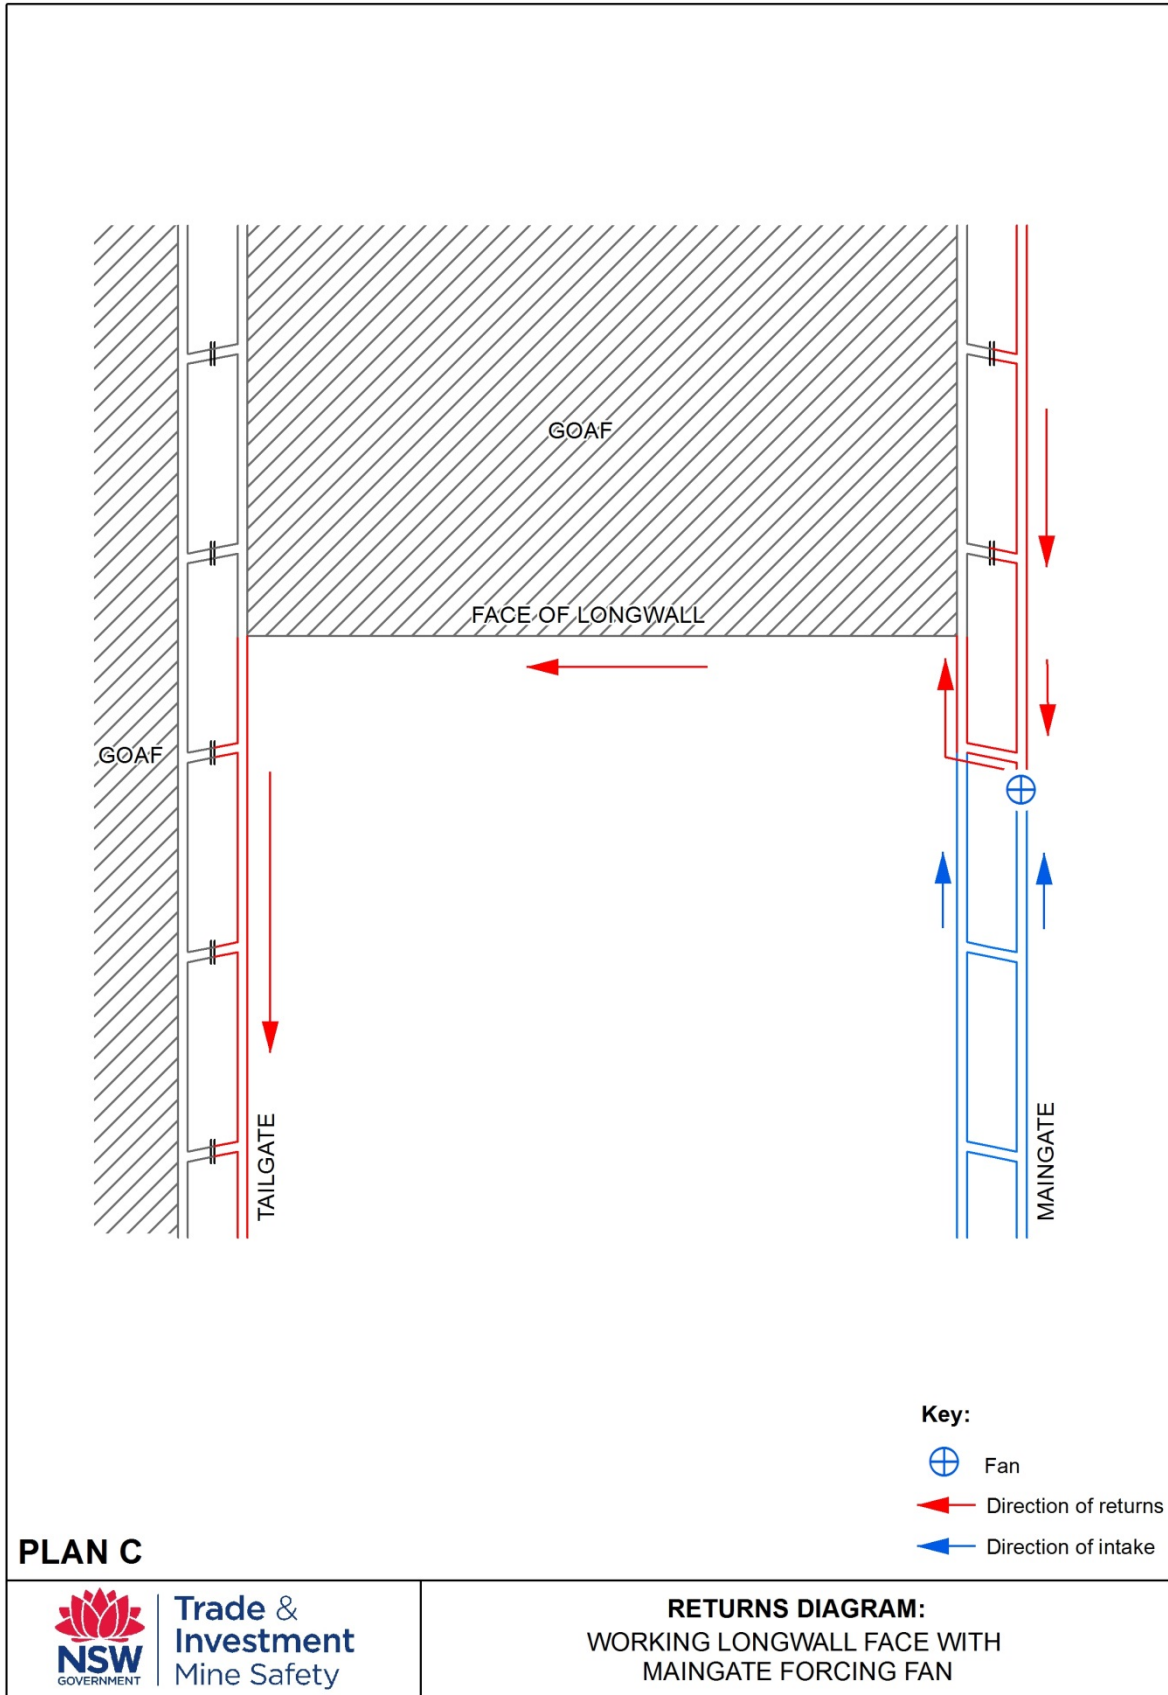 GOAF
FACE OF LONGWALL
GOAF
TAILGATE
MAINGATE
Key:
Fan
Direction of returns
Direction of intake
PLAN C
NSW
GOVERNMENT
Trade &
Investment
Mine Safety
RETURNS DIAGRAM:
WORKING LONGWALL FACE WITH
MAINGATE FORCING FAN